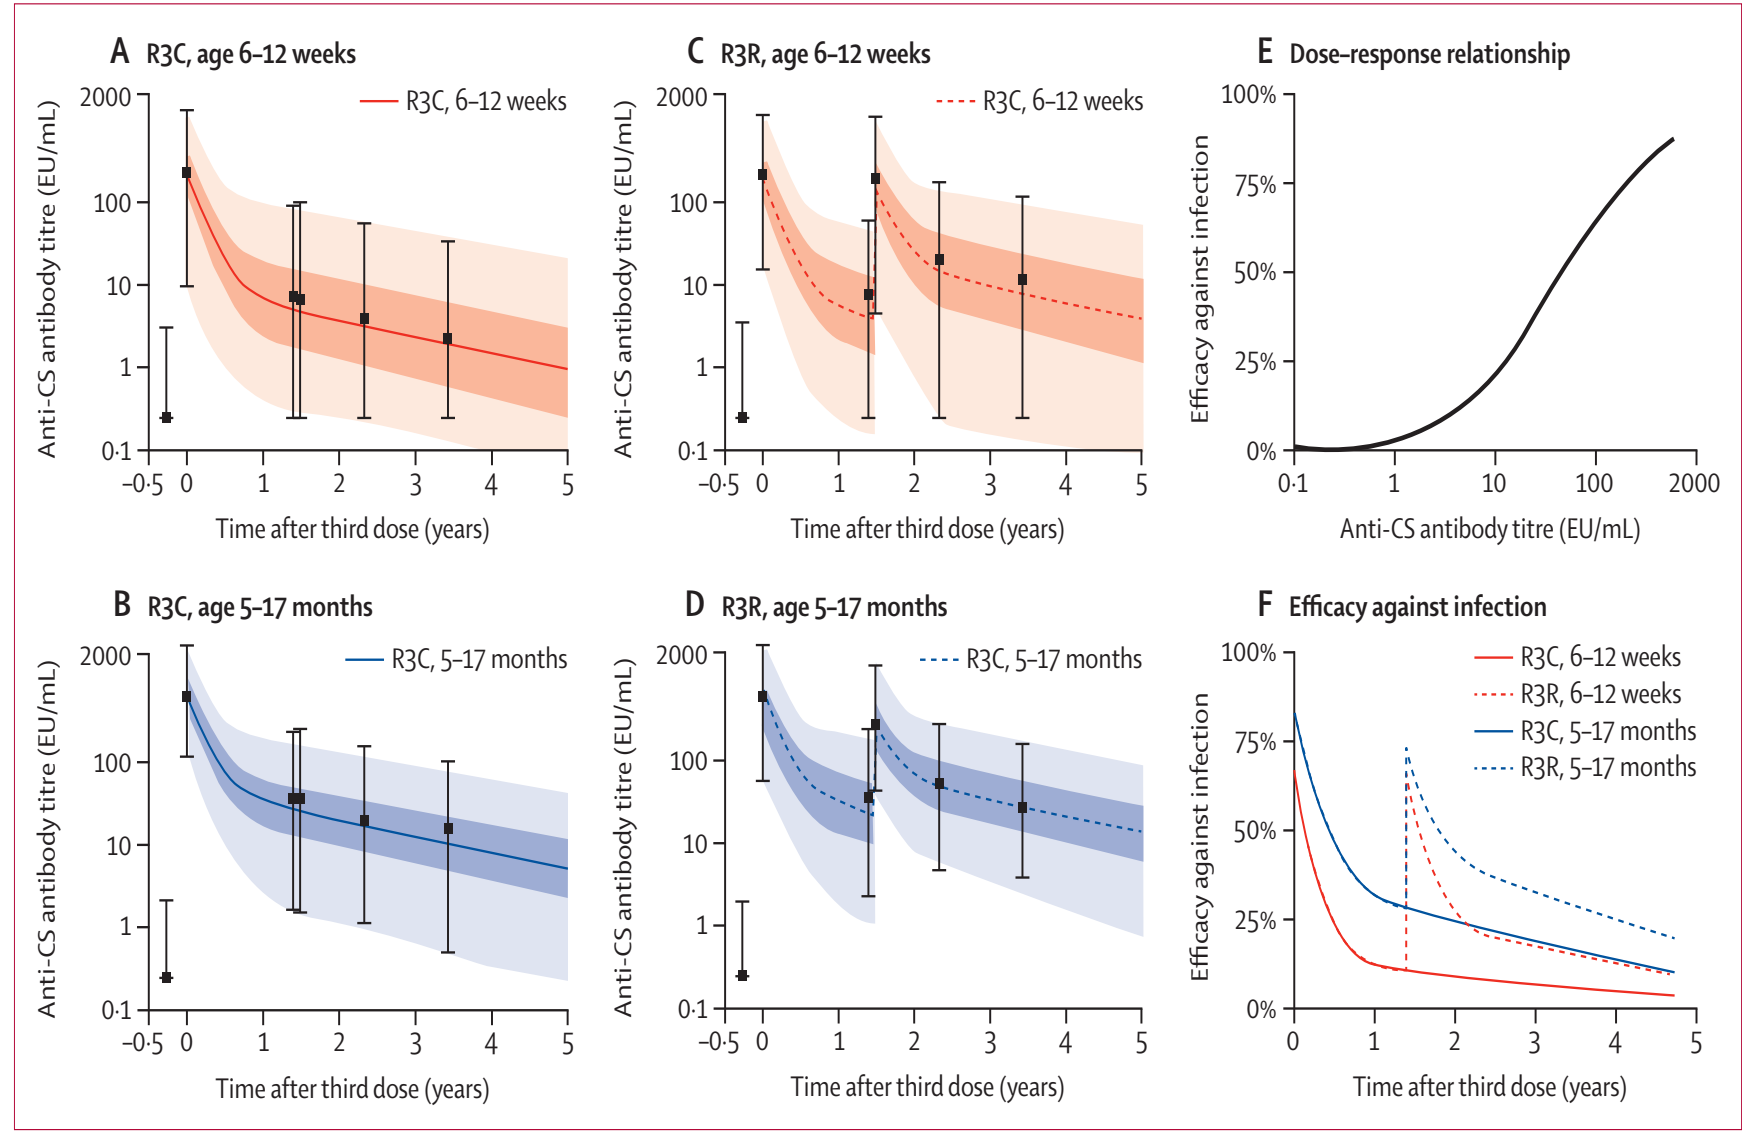 A R3C, age 6–12 weeks
Anti-CS antibody titre (EU/mL)
2000
100
10
1
0·1
R3C, 6–12 weeks
–0·5 0 1 2 3 4 5
Time after third dose (years)
C R3R, age 6–12 weeks
Anti-CS antibody titre (EU/mL)
2000
100
10
1
0·1
R3C, 6–12 weeks
–0·5 0 1 2 3 4 5
Time after third dose (years)
E Dose–response relationship
Efficacy against infection
100%
75%
50%
25%
0%
0·1 1 10 100 2000
Anti-CS antibody titre (EU/mL)
B R3C, age 5–17 months
Anti-CS antibody titre (EU/mL)
2000
100
10
1
0·1
R3C, 5–17 months
–0·5 0 1 2 3 4 5
Time after third dose (years)
D R3R, age 5–17 months
Anti-CS antibody titre (EU/mL)
2000
100
10
1
0·1
R3C, 5–17 months
–0·5 0 1 2 3 4 5
Time after third dose (years)
F Efficacy against infection
Efficacy against infection
100%
75%
50%
25%
0%
R3C, 6–12 weeks
R3R, 6–12 weeks
R3C, 5–17 months
R3R, 5–17 months
0 1 2 3 4 5
Time after third dose (years)